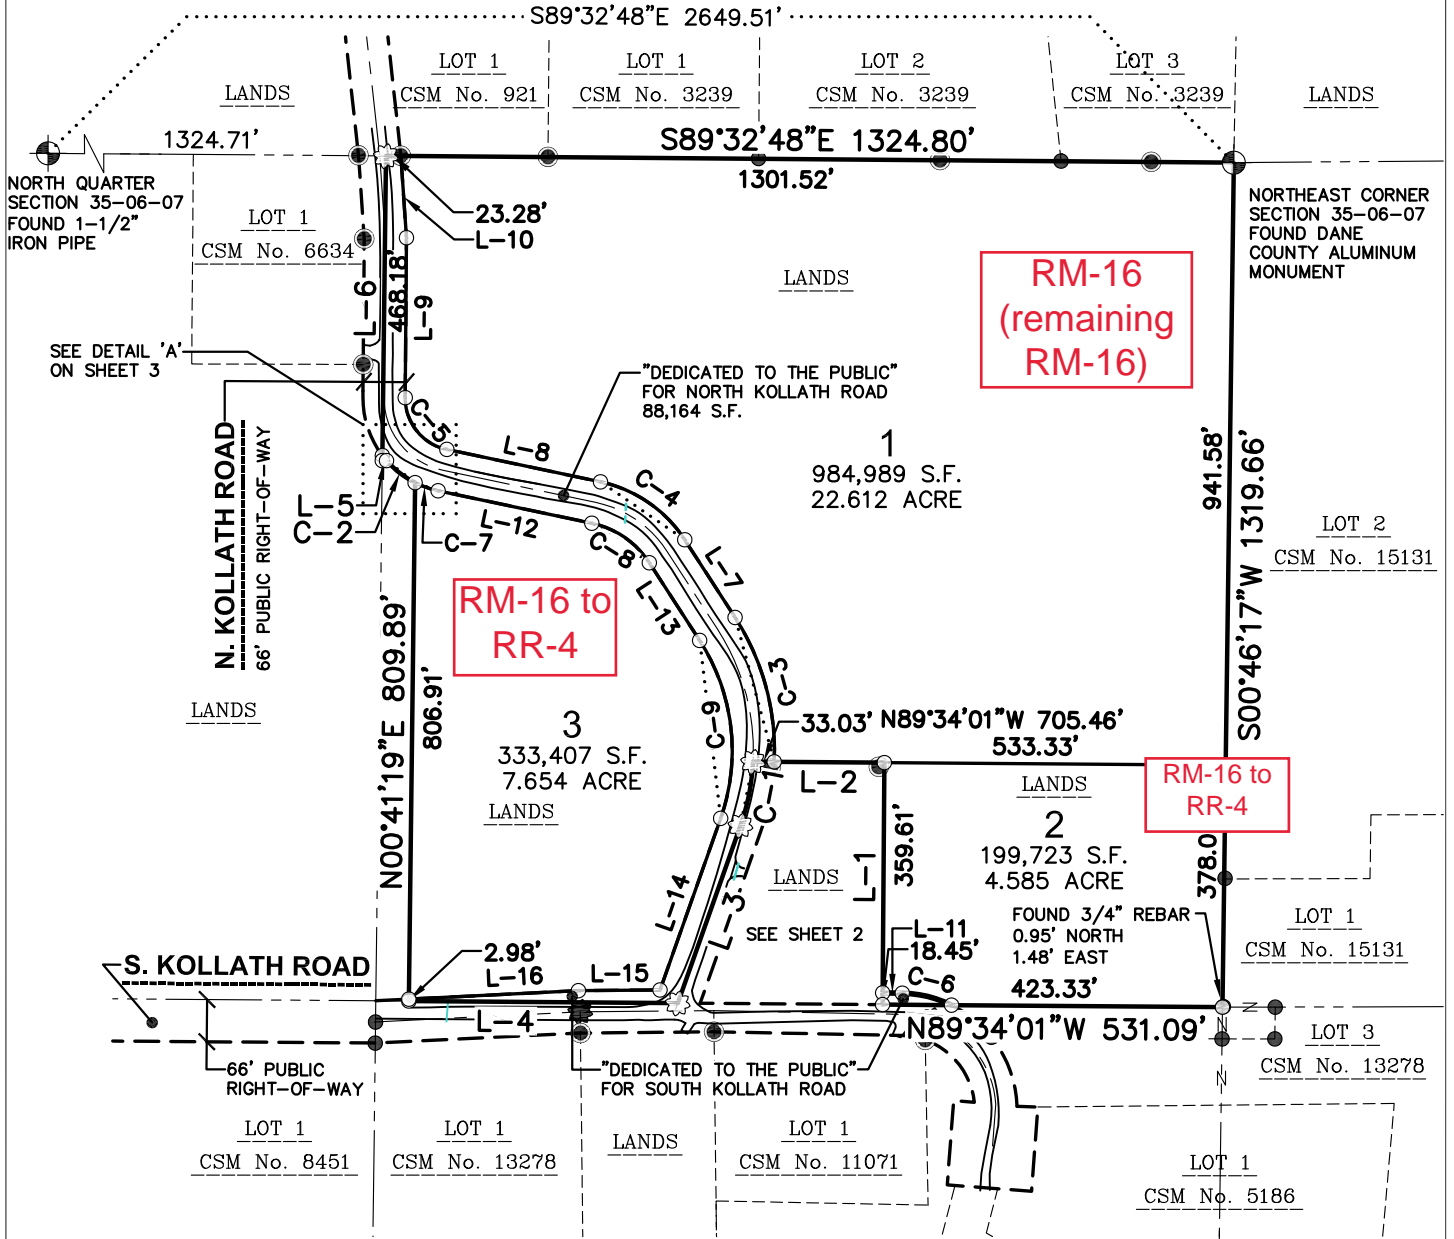 S89°32'48"E 2649.51'
LOT 1
CSM No. 921
LOT 1
CSM No. 3239
LOT 2
CSM No. 3239
LOT 3
CSM No. 3239
LANDS
LANDS
1324.71'
S89°32'48"E 1324.80'
1301.52'
NORTH QUARTER
SECTION 35-06-07
FOUND 1-1/2"
IRON PIPE
NORTHEAST CORNER
SECTION 35-06-07
FOUND DANE
COUNTY ALUMINUM
MONUMENT
LOT 1
CSM No. 6634
23.28'
L-10
L-6
468.18'
L-9
LANDS
RM-16
(remaining
RM-16)
SEE DETAIL 'A'
ON SHEET 3
"DEDICATED TO THE PUBLIC"
FOR NORTH KOLLATH ROAD
88,164 S.F.
N. KOLLATH ROAD
66' PUBLIC RIGHT-OF-WAY
C-5
L-8
C-4
1
984,989 S.F.
22.612 ACRE
941.58'
S00°46'17"W 1319.66'
L-5
C-2
C-7
L-12
C-8
L-7
L-13
LOT 2
CSM No. 15131
RM-16 to
RR-4
N00°41'19"E 809.89'
806.91'
LANDS
C-3
C-9
3
333,407 S.F.
7.654 ACRE
LANDS
33.03'
N89°34'01"W 705.46'
533.33'
L-2
C-1
LANDS
RM-16 to
RR-4
2
199,723 S.F.
4.585 ACRE
378.0
L-1
359.61'
LANDS
L-14
L-3
SEE SHEET 2
FOUND 3/4" REBAR
0.95' NORTH
1.48' EAST
LOT 1
CSM No. 15131
L-11
18.45'
C-6
423.33'
N89°34'01"W 531.09'
2.98'
L-16
L-15
L-4
S. KOLLATH ROAD
66' PUBLIC
RIGHT-OF-WAY
"DEDICATED TO THE PUBLIC"
FOR SOUTH KOLLATH ROAD
LOT 3
CSM No. 13278
LOT 1
CSM No. 8451
LOT 1
CSM No. 13278
LANDS
LOT 1
CSM No. 11071
LOT 1
CSM No. 5186